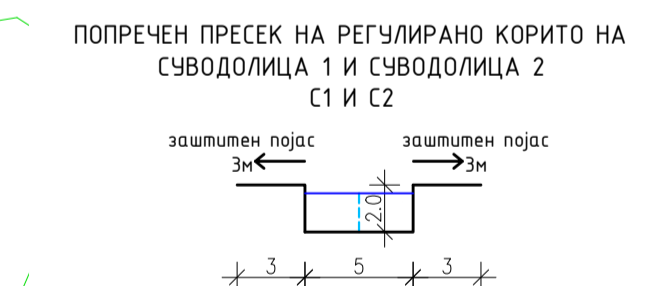 ПОПРЕЧЕН ПРЕСЕК НА РЕГУЛИРАНО КОРИТО НА
СУВОДОЛИЦА 1 И СУВОДОЛИЦА 2
С1 И С2
заштитен појас заштитен појас
3м 3м
2.0
3 5 3